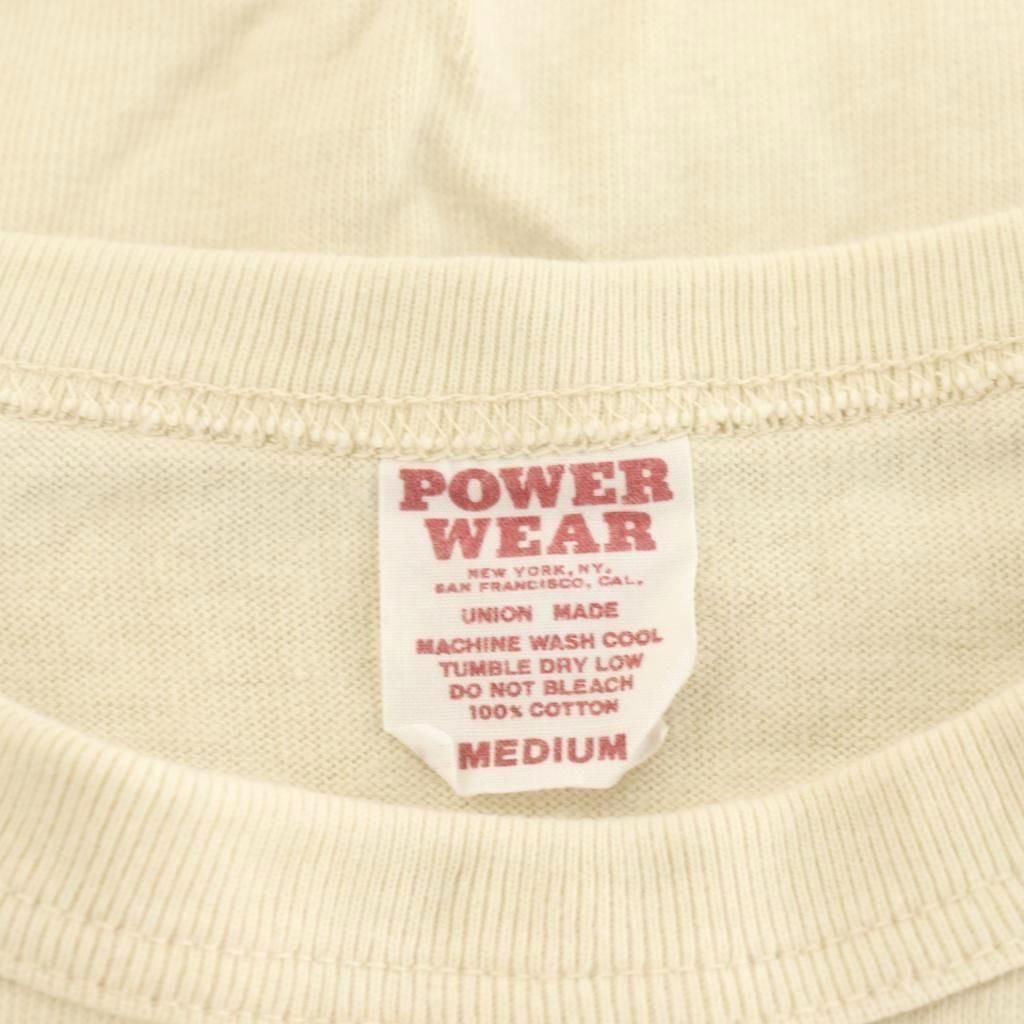 POWER
WEAR
NEW YORK, NY.
SAN FRANCISCO, CAL.
UNION MADE
MACHINE WASH COOL
TUMBLE DRY LOW
DO NOT BLEACH
100% COTTON
MEDIUM